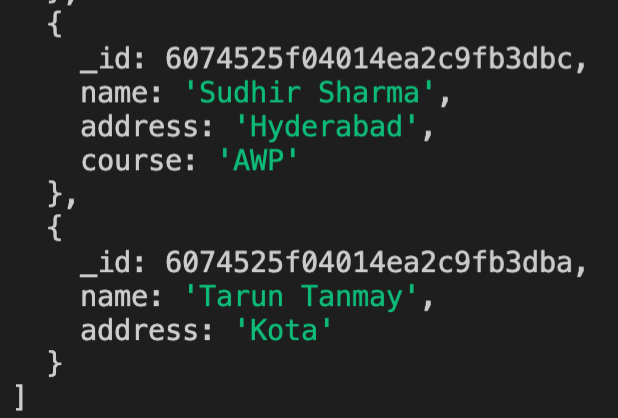 },
{
_id: 6074525f04014ea2c9fb3dbc,
name: 'Sudhir Sharma',
address: 'Hyderabad',
course: 'AWP'
},
{
_id: 6074525f04014ea2c9fb3dba,
name: 'Tarun Tanmay',
address: 'Kota'
}
]